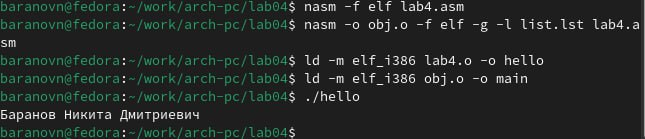 baranovn@fedora:~/work/arch-pc/lab04$ nasm -f elf lab4.asm
baranovn@fedora:~/work/arch-pc/lab04$ nasm -o obj.o -f elf -g -l list.lst lab4.a
sm
baranovn@fedora:~/work/arch-pc/lab04$ ld -m elf_i386 lab4.o -o hello
baranovn@fedora:~/work/arch-pc/lab04$ ld -m elf_i386 obj.o -o main
baranovn@fedora:~/work/arch-pc/lab04$ ./hello
Баранов Никита Дмитриевич
baranovn@fedora:~/work/arch-pc/lab04$